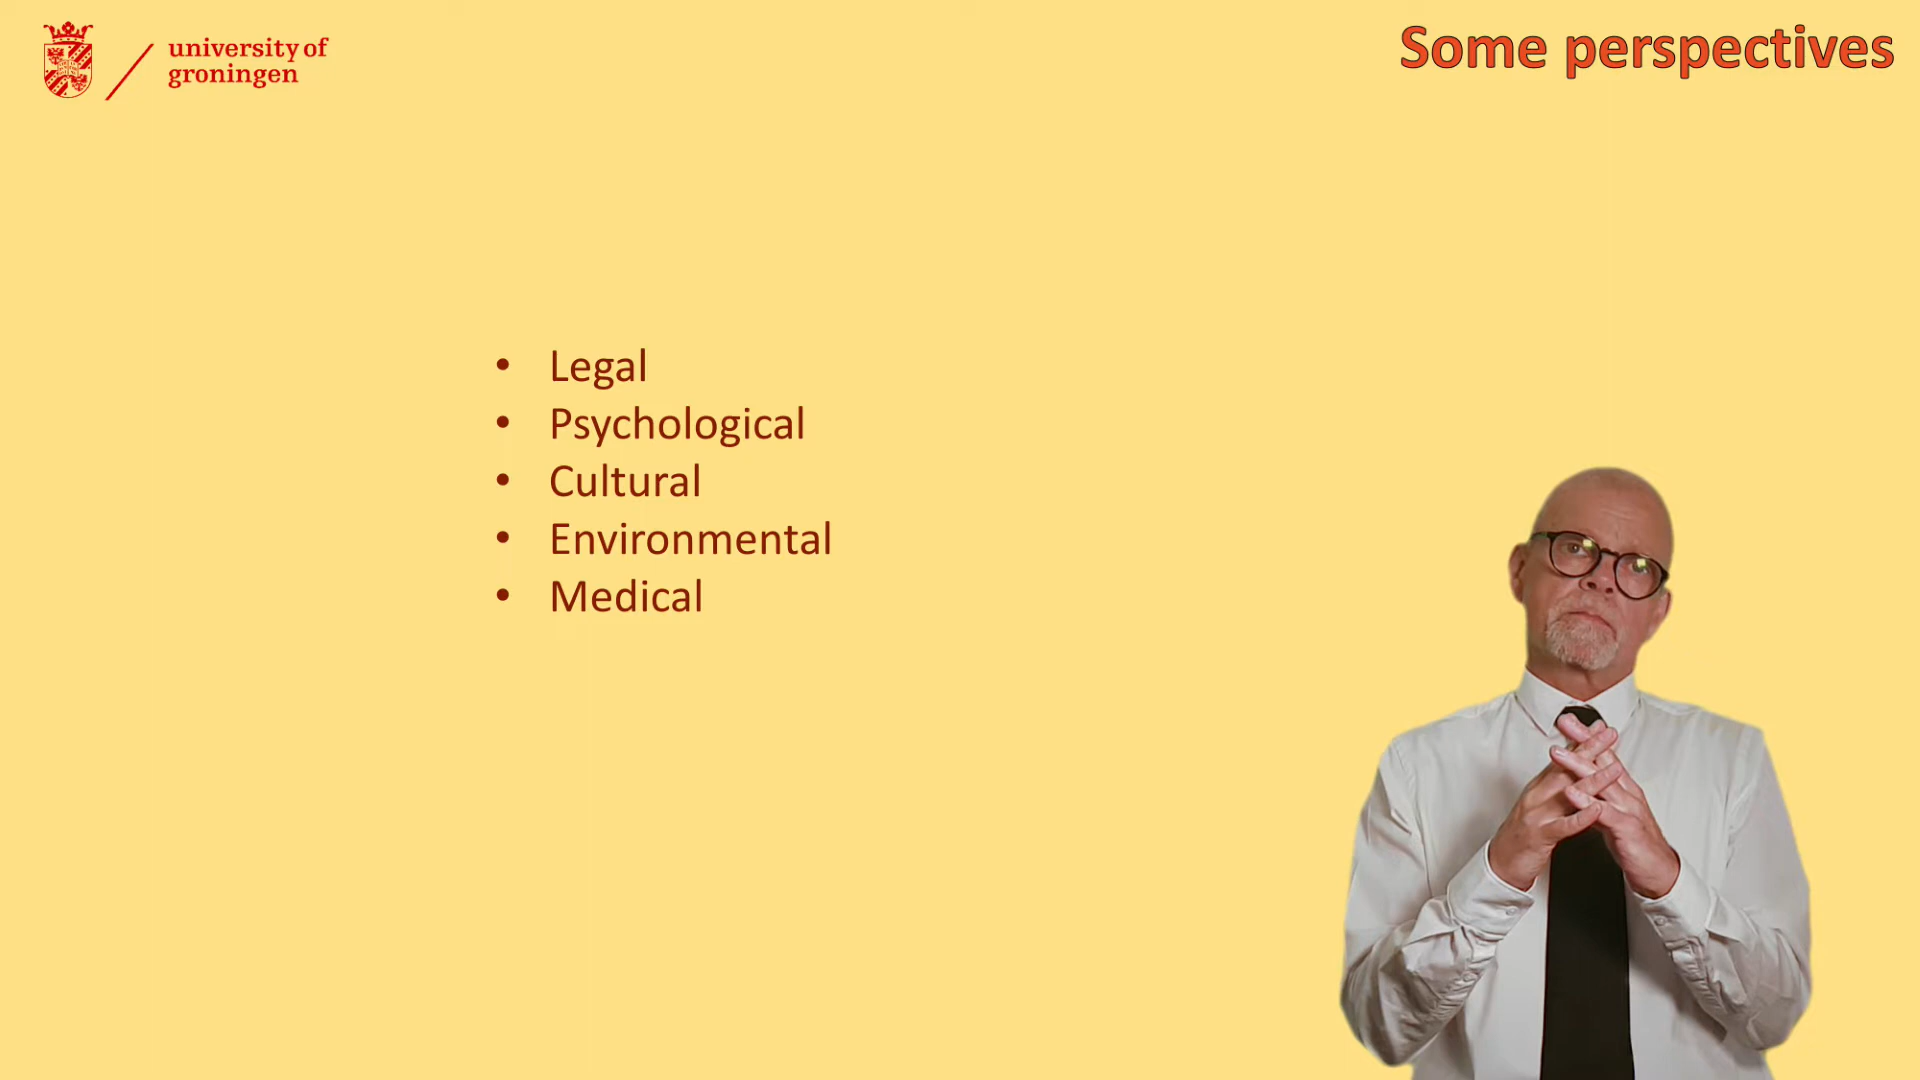 university of
groningen
Some perspectives
• Legal
• Psychological
• Cultural
• Environmental
• Medical